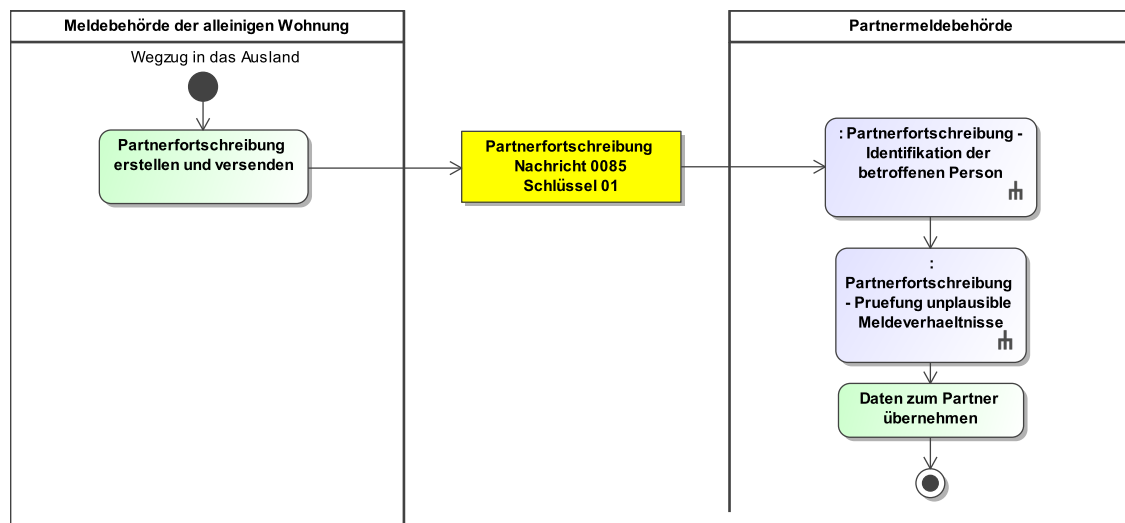 Meldebehörde der alleinigen Wohnung
Wegzug in das Ausland
Partnerfortschreibung
erstellen und versenden
Partnerfortschreibung
Nachricht 0085
Schlüssel 01
Partnermeldebehörde
: Partnerfortschreibung -
Identifikation der
betroffenen Person
:
Partnerfortschreibung
- Pruefung unplausible
Meldeverhaeltnisse
Daten zum Partner
übernehmen